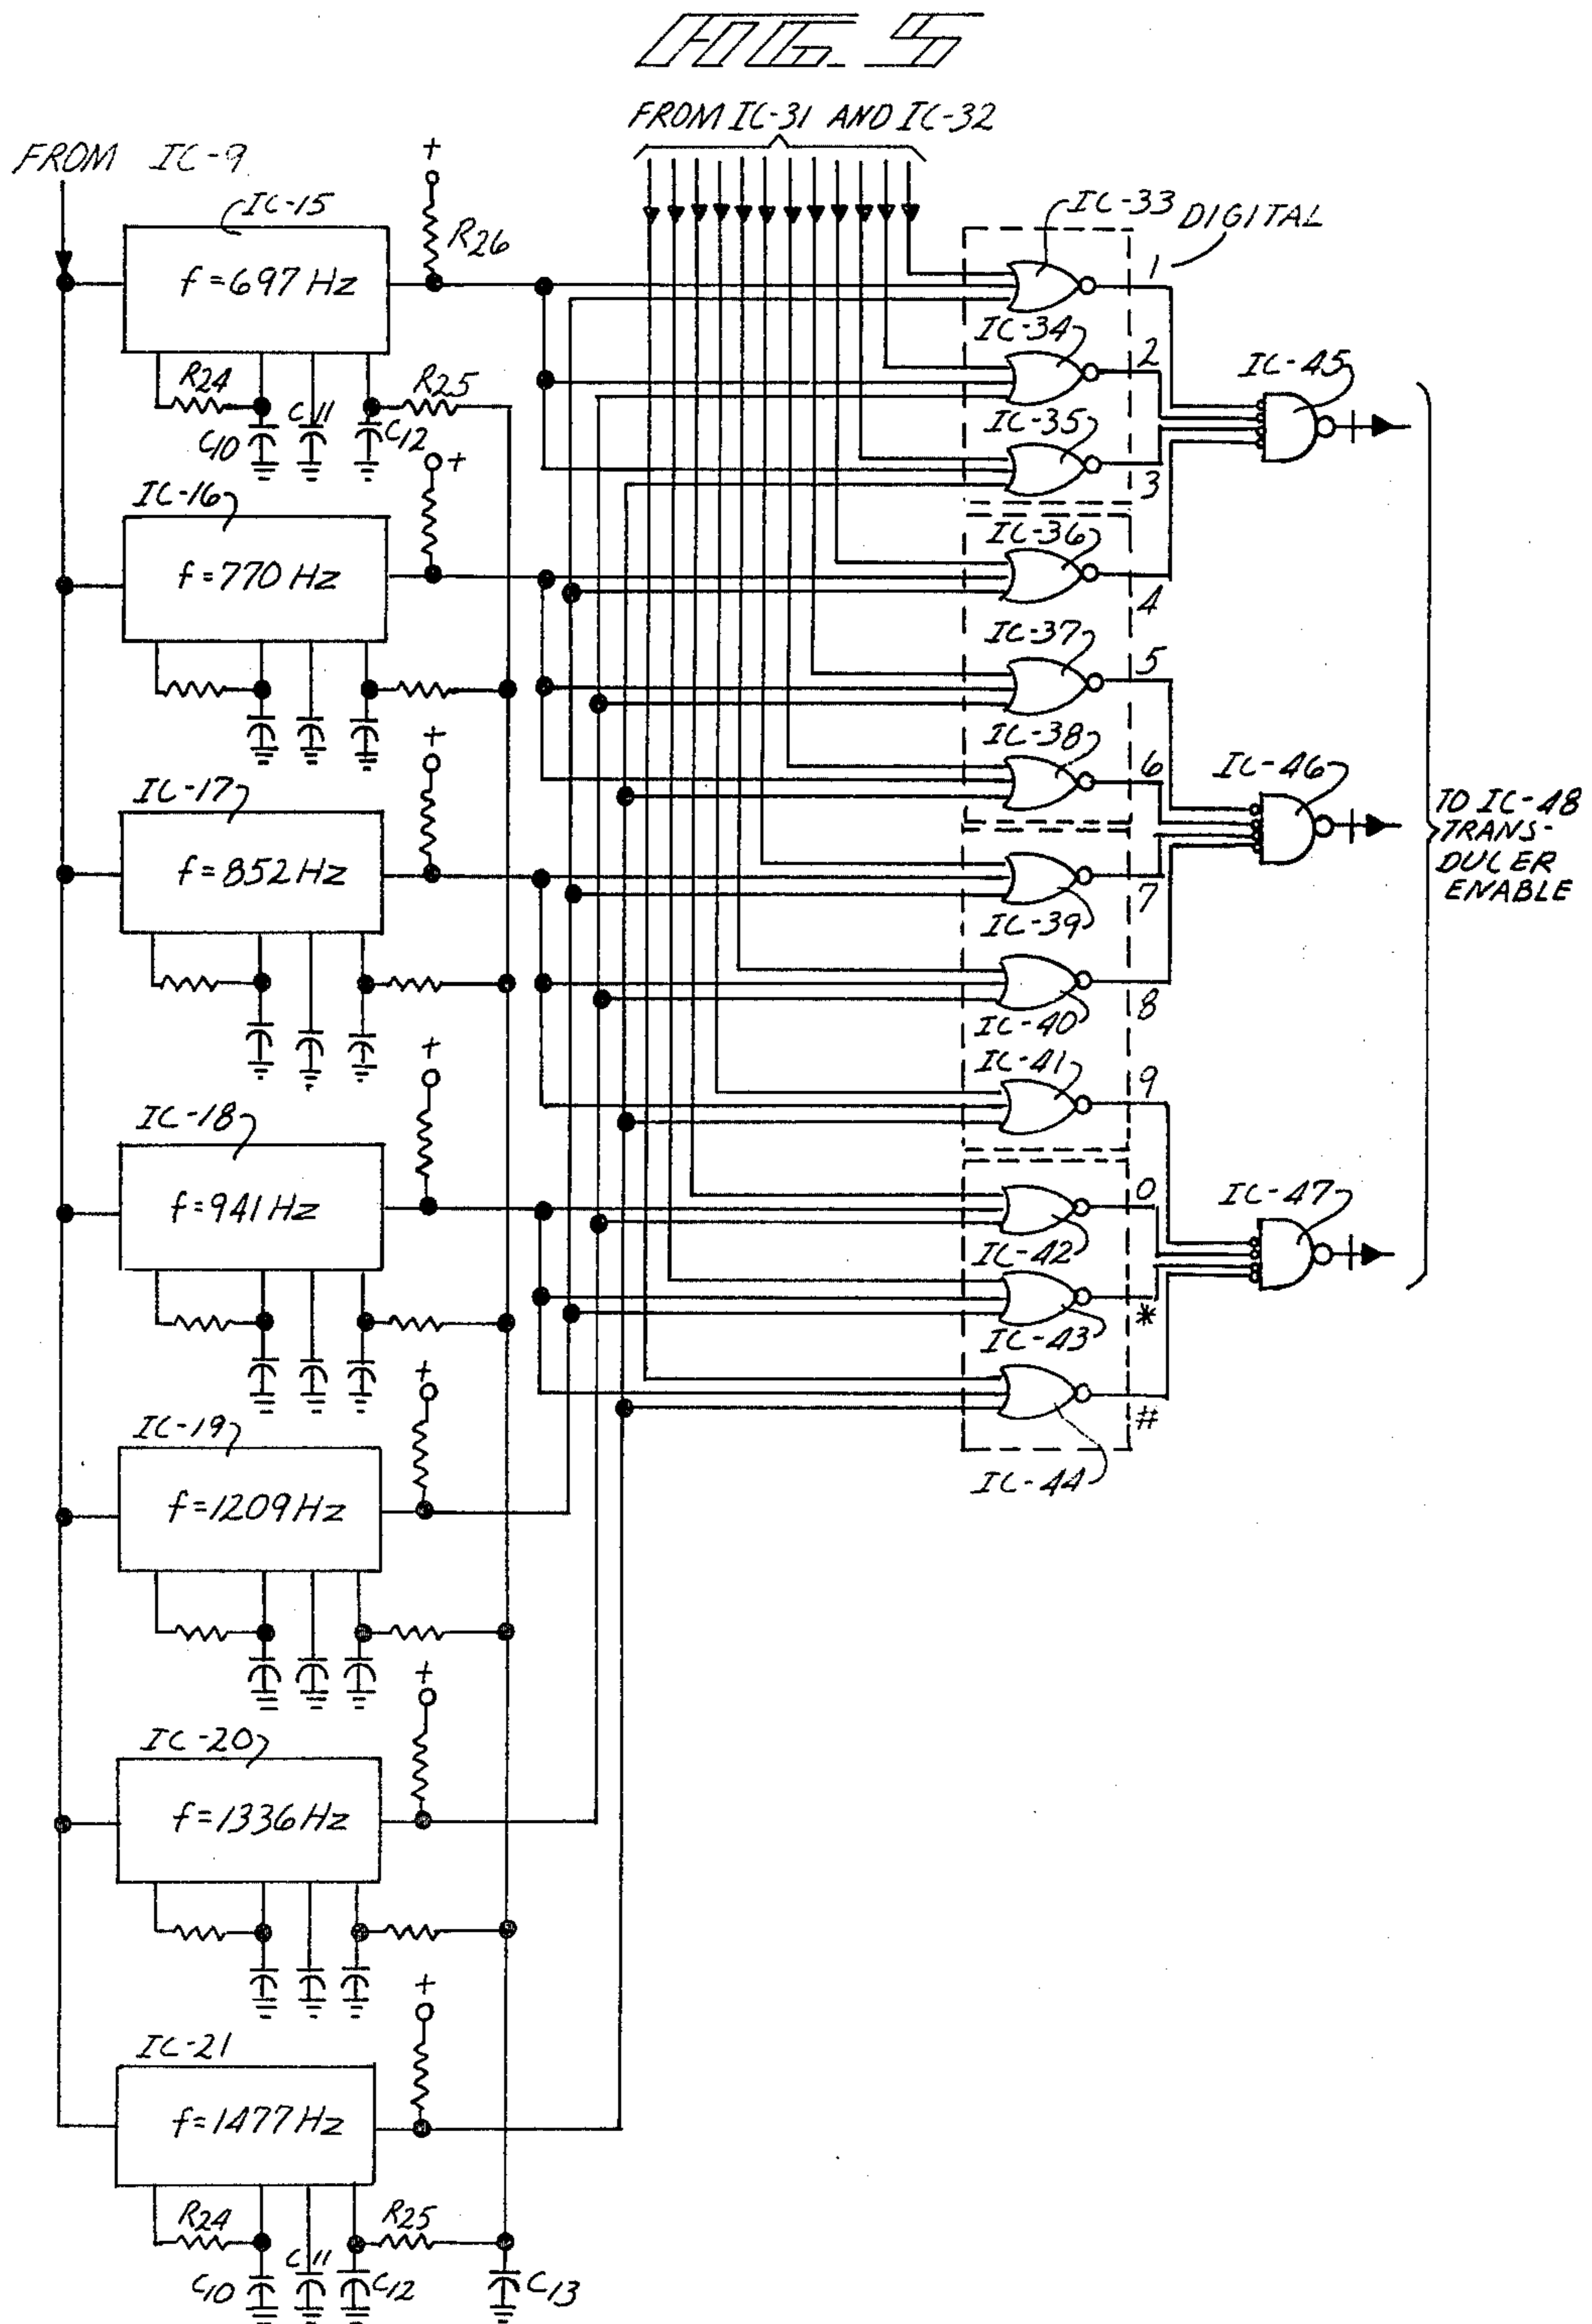 FIG. 5
FROM IC-31 AND IC-32
FROM IC-9
+
IC-15
f=697 Hz
R26
R24
R25
C10
C11
C12
+
IC-16
f=770 Hz
+
IC-17
f=852 Hz
+
IC-18
f=941 Hz
+
IC-19
f=1209 Hz
+
IC-20
f=1336 Hz
+
IC-21
f=1477 Hz
R24
R25
C10
C11
C12
C13
IC-33
DIGITAL
1
IC-34
2
IC-35
3
IC-36
4
IC-37
5
IC-38
6
7
IC-39
8
IC-40
IC-41
9
0
IC-42
*
IC-43
#
IC-44
IC-45
IC-46
IC-47
TO IC-48
TRANS-
DUCER
ENABLE